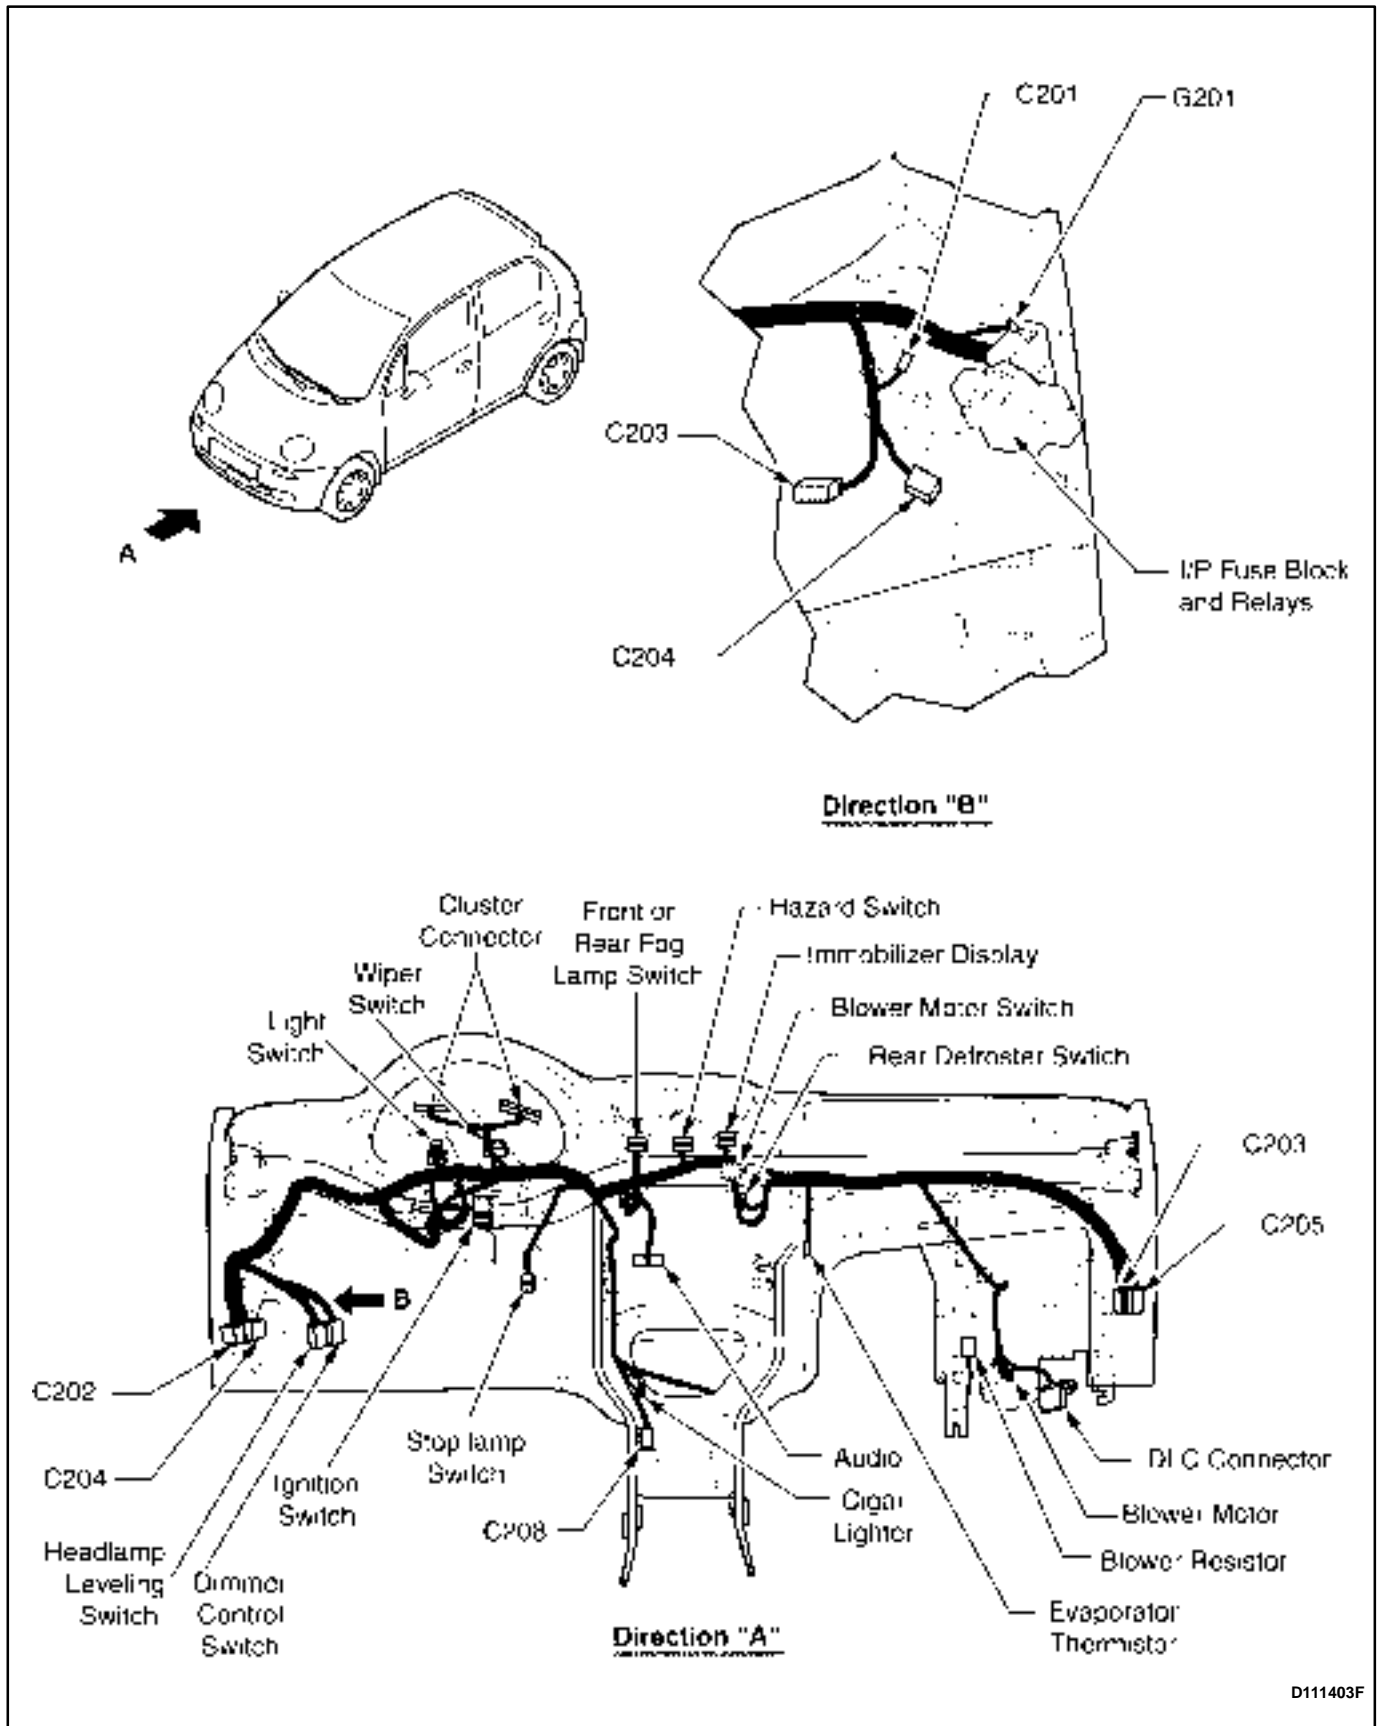 C201
G201
C203
A
I/P Fuse Block
and Relays
C204
Direction "B"
Cluster
Connector
Front or
Rear Fog
Lamp Switch
Hazard Switch
Immobilizer Display
Wiper
Switch
Blower Motor Switch
Light
Switch
Rear Defroster Switch
C203
C205
B
C202
Stop lamp
Switch
Audio
DLC Connector
C204
Ignition
Switch
Cigar
Lighter
Blower Motor
C208
Headlamp
Leveling
Switch
Dimmer
Control
Switch
Blower Resistor
Evaporator
Thermistor
Direction "A"
D111403F